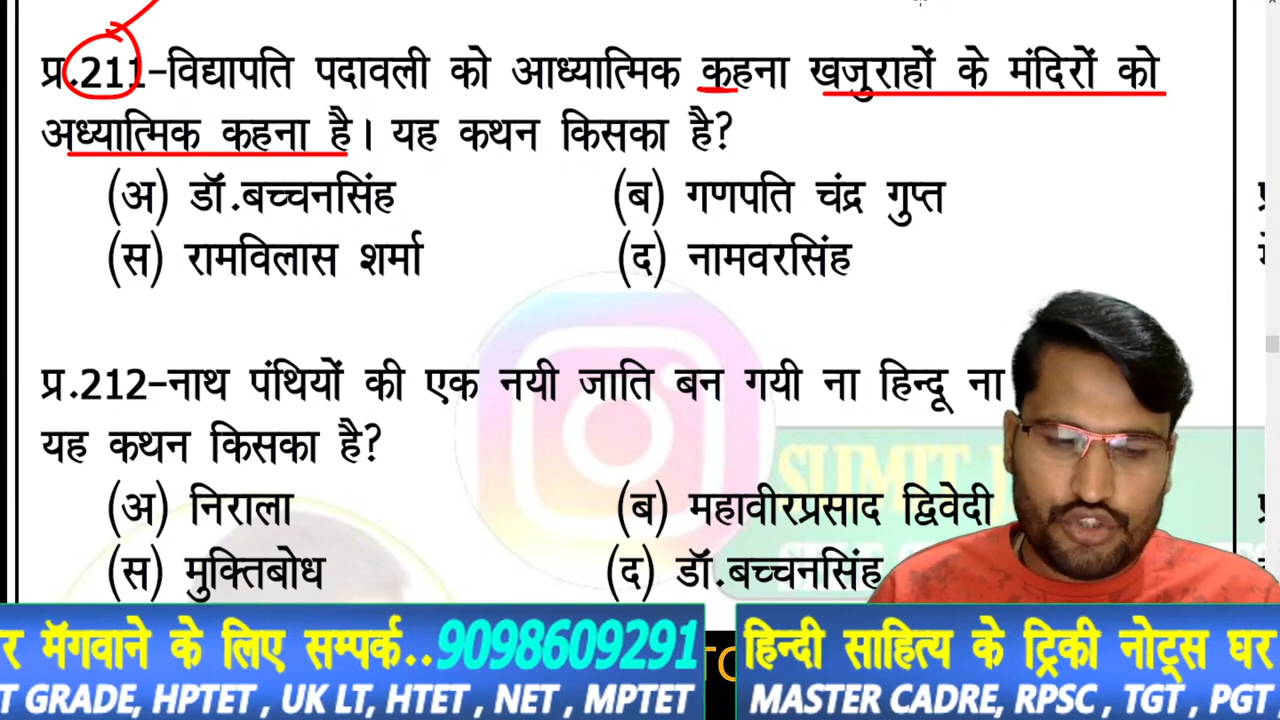 प्र.211-विद्यापति पदावली को आध्यात्मिक कहना खजुराहों के मंदिरों को
अध्यात्मिक कहना है। यह कथन किसका है?
(अ) डॉ.बच्चनसिंह (ब) गणपति चंद्र गुप्त
(स) रामविलास शर्मा (द) नामवरसिंह
प्र.212-नाथ पंथियों की एक नयी जाति बन गयी ना हिन्दू ना
यह कथन किसका है?
SUMIT
(अ) निराला (ब) महावीरप्रसाद द्विवेदी
(स) मुक्तिबोध (द) डॉ.बच्चनसिंह
र मॅगवाने के लिए सम्पर्क..9098609291 हिन्दी साहित्य के ट्रिकी नोट्स घर
T GRADE, HPTET , UK LT, HTET , NET , MPTET MASTER CADRE, RPSC , TGT , PGT